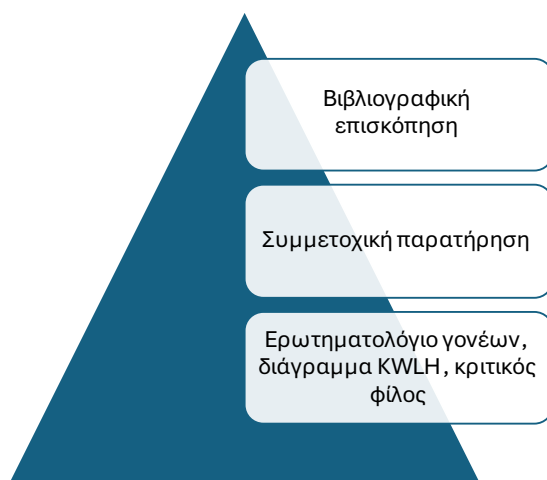 Βιβλιογραφική
επισκόπηση
Συμμετοχική παρατήρηση
Ερωτηματολόγιο γονέων,
διάγραμμα KWLH, κριτικός
φίλος